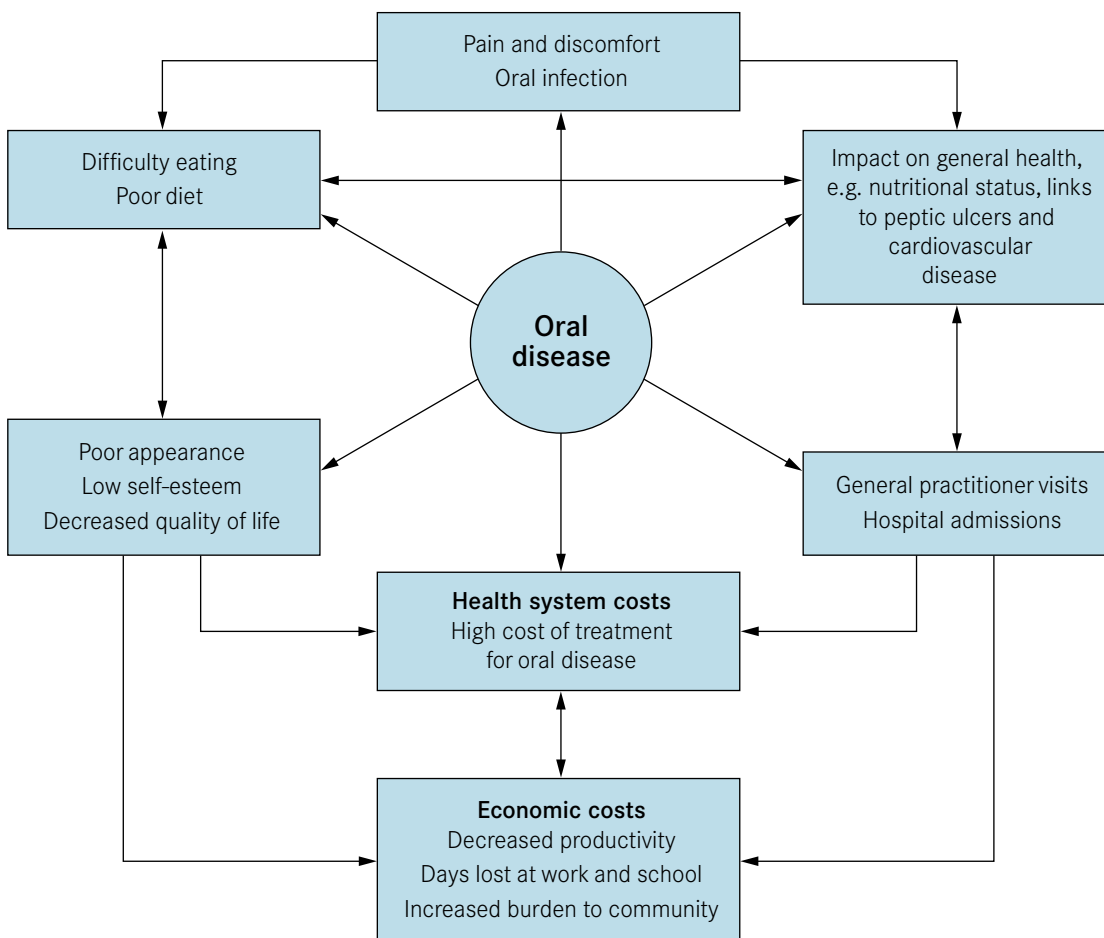 Pain and discomfort
Oral infection
Difficulty eating
Poor diet
Impact on general health,
e.g. nutritional status, links
to peptic ulcers and
cardiovascular
disease
Oral
disease
Poor appearance
Low self-esteem
Decreased quality of life
General practitioner visits
Hospital admissions
Health system costs
High cost of treatment
for oral disease
Economic costs
Decreased productivity
Days lost at work and school
Increased burden to community